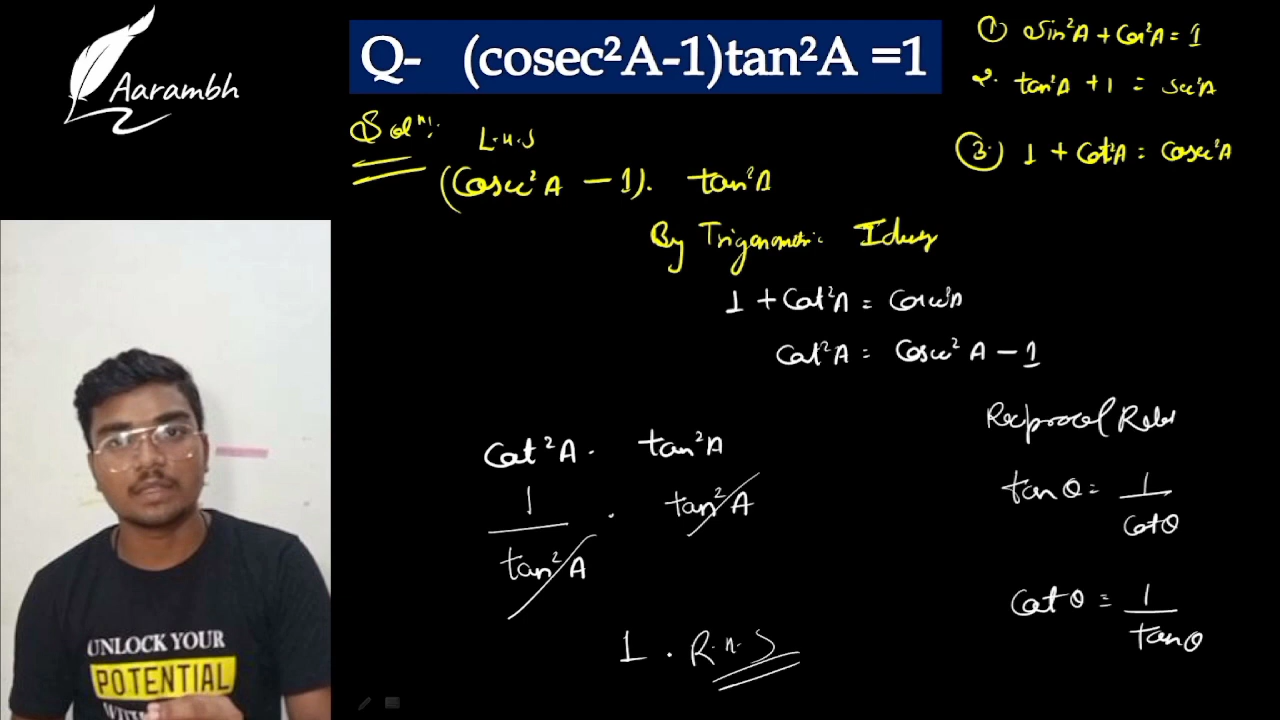 Aarambh
Q- (cosec²A-1)tan²A =1
① Sin²A + Cos²A = 1
2. tan²A + 1 = sec²A
③ 1 + Cot²A = Cosec²A
Solⁿ:
L.H.S
(Cosec²A - 1). tan²A
By Trigonometric
1 + Cot²A = Cosec²A
Cot²A = Cosec²A - 1
Cot²A . tan²A
1/tan²A . tan²A
1 . R.H.S
Reciprocal
tan θ = 1/cot θ
Cot θ = 1/tan θ
UNLOCK YOUR
POTENTIAL